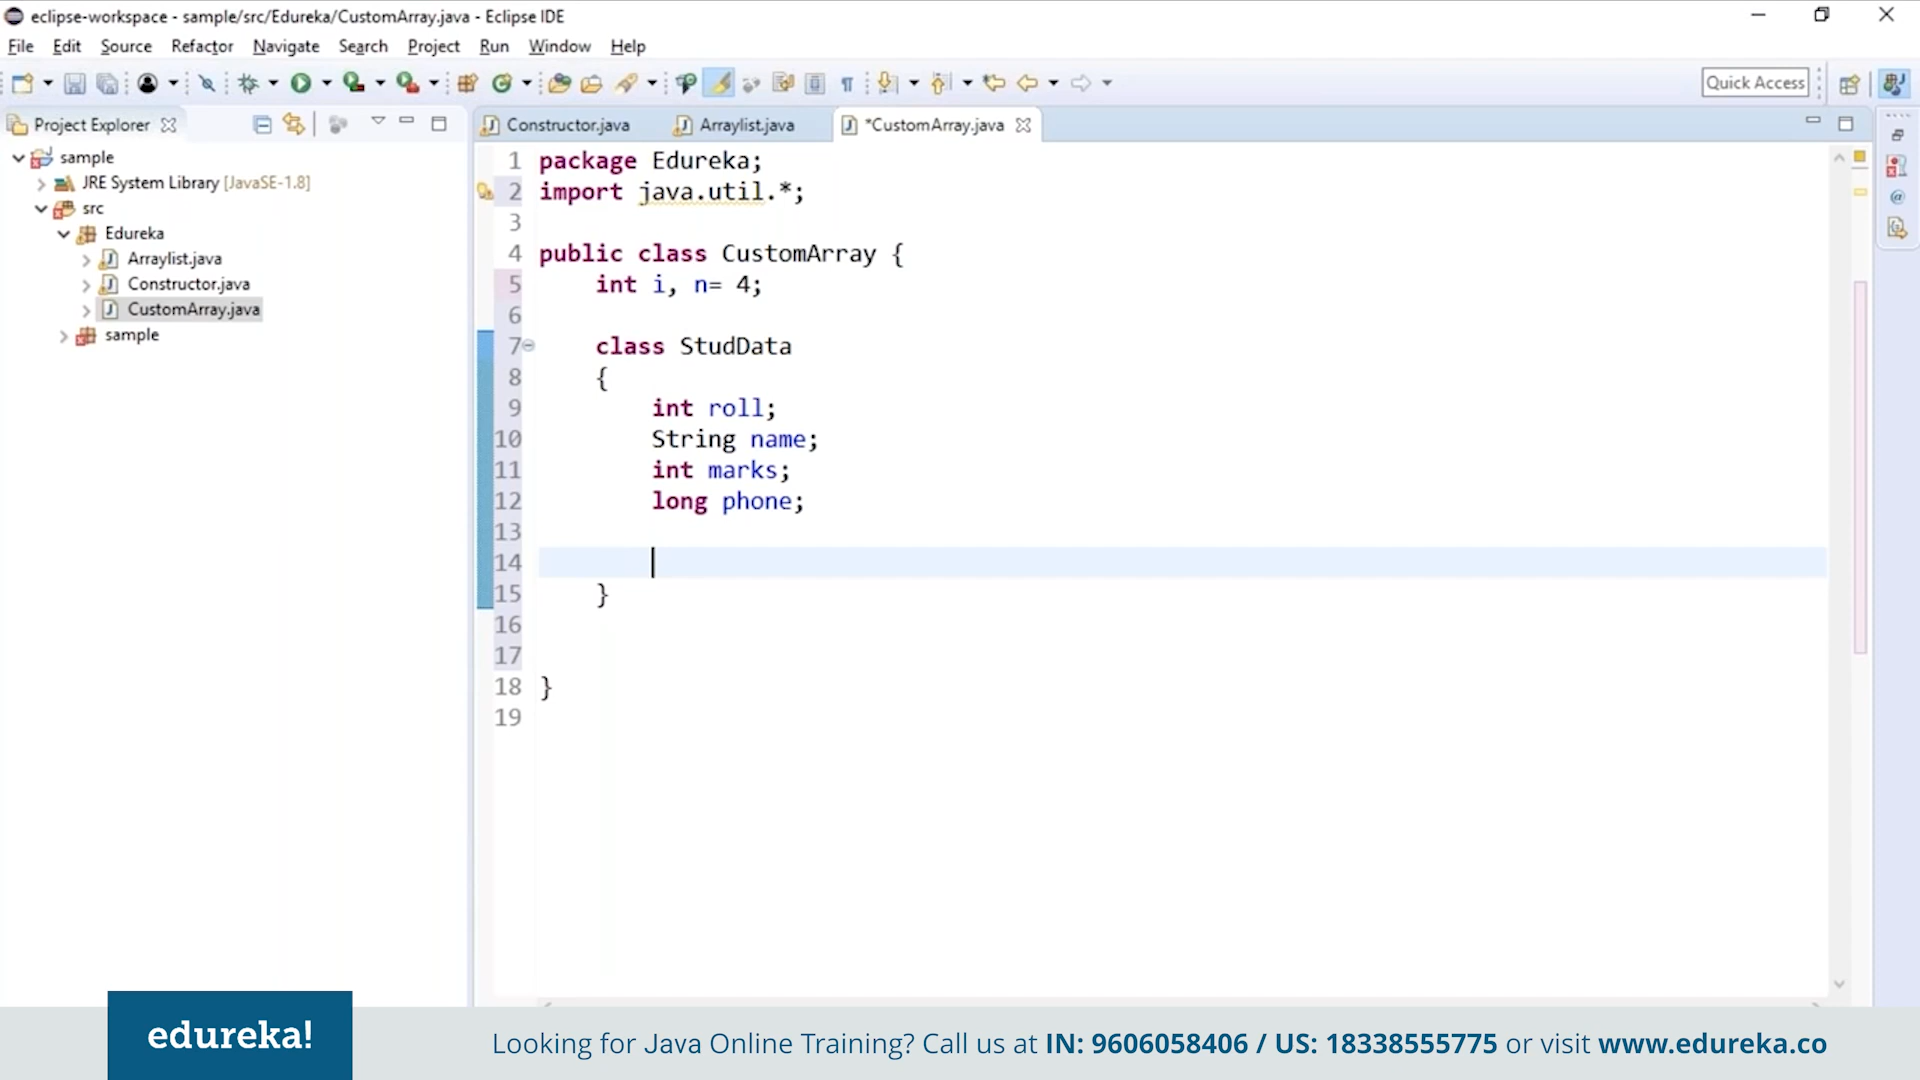 eclipse-workspace - sample/src/Edureka/CustomArray.java - Eclipse IDE
File Edit Source Refactor Navigate Search Project Run Window Help
Quick Access
Project Explorer
Constructor.java Arraylist.java *CustomArray.java
sample
JRE System Library [JavaSE-1.8]
src
Edureka
Arraylist.java
Constructor.java
CustomArray.java
sample
1 package Edureka;
2 import java.util.*;
3
4 public class CustomArray {
5 int i, n= 4;
6
7 class StudData
8 {
9 int roll;
10 String name;
11 int marks;
12 long phone;
13
14
15 }
16
17
18 }
19
edureka!
Looking for Java Online Training? Call us at IN: 9606058406 / US: 18338555775 or visit www.edureka.co